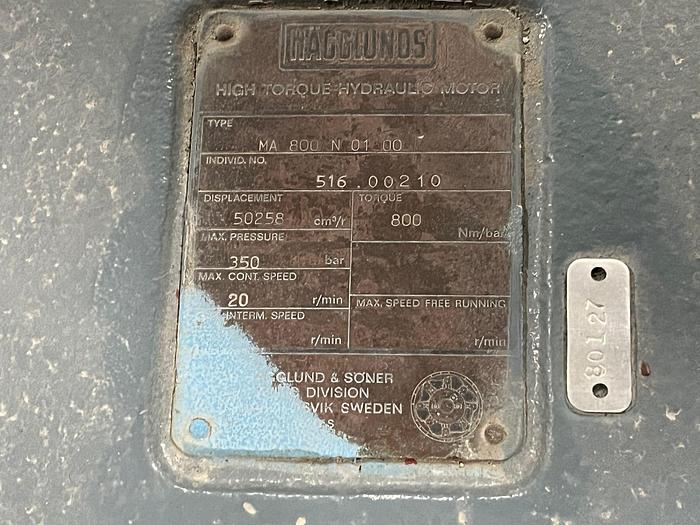 HÄGGLUNDS
HIGH TORQUE HYDRAULIC MOTOR
TYPE
MA 800 N 01 00
INDIVID. NO.
516.00210
DISPLACEMENT
50258 cm³/r
TORQUE
800 Nm/bar
MAX. PRESSURE
350 bar
MAX. CONT. SPEED
20 r/min
MAX. SPEED FREE RUNNING
r/min
INTERM. SPEED
r/min
GLUND & SÖNER
DIVISION
SVIK SWEDEN
80127